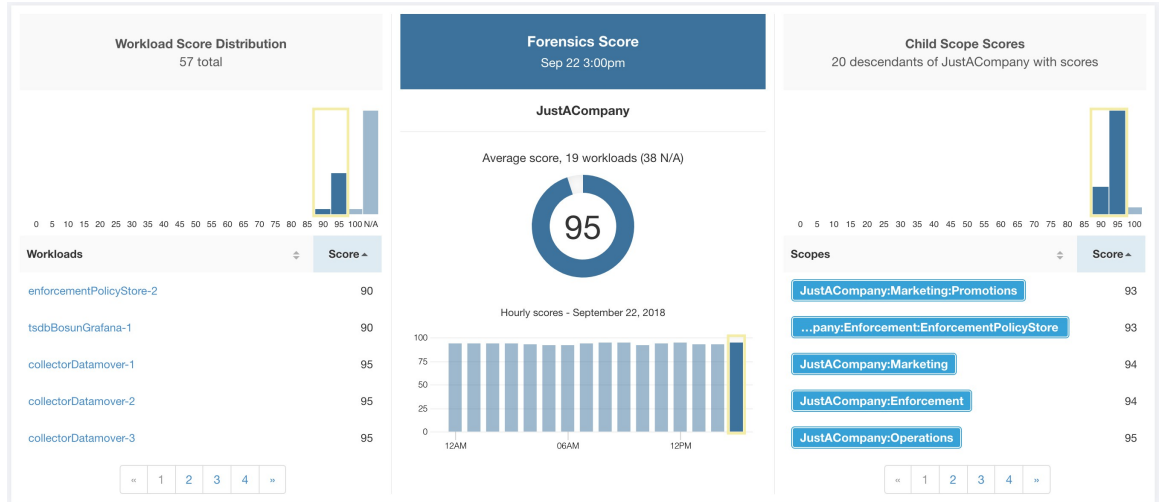 Workload Score Distribution
57 total
0 5 10 15 20 25 30 35 40 45 50 55 60 65 70 75 80 85 90 95 100 N/A
Workloads Score
enforcementPolicyStore-2 90
tsdbBosunGrafana-1 90
collectorDatamover-1 95
collectorDatamover-2 95
collectorDatamover-3 95
« 1 2 3 4 »
Forensics Score
Sep 22 3:00pm
JustACompany
Average score, 19 workloads (38 N/A)
95
Hourly scores - September 22, 2018
100
75
50
25
0
12AM 06AM 12PM
Child Scope Scores
20 descendants of JustACompany with scores
0 5 10 15 20 25 30 35 40 45 50 55 60 65 70 75 80 85 90 95 100
Scopes Score
JustACompany:Marketing:Promotions 93
...pany:Enforcement:EnforcementPolicyStore 93
JustACompany:Marketing 94
JustACompany:Enforcement 94
JustACompany:Operations 95
« 1 2 3 4 »